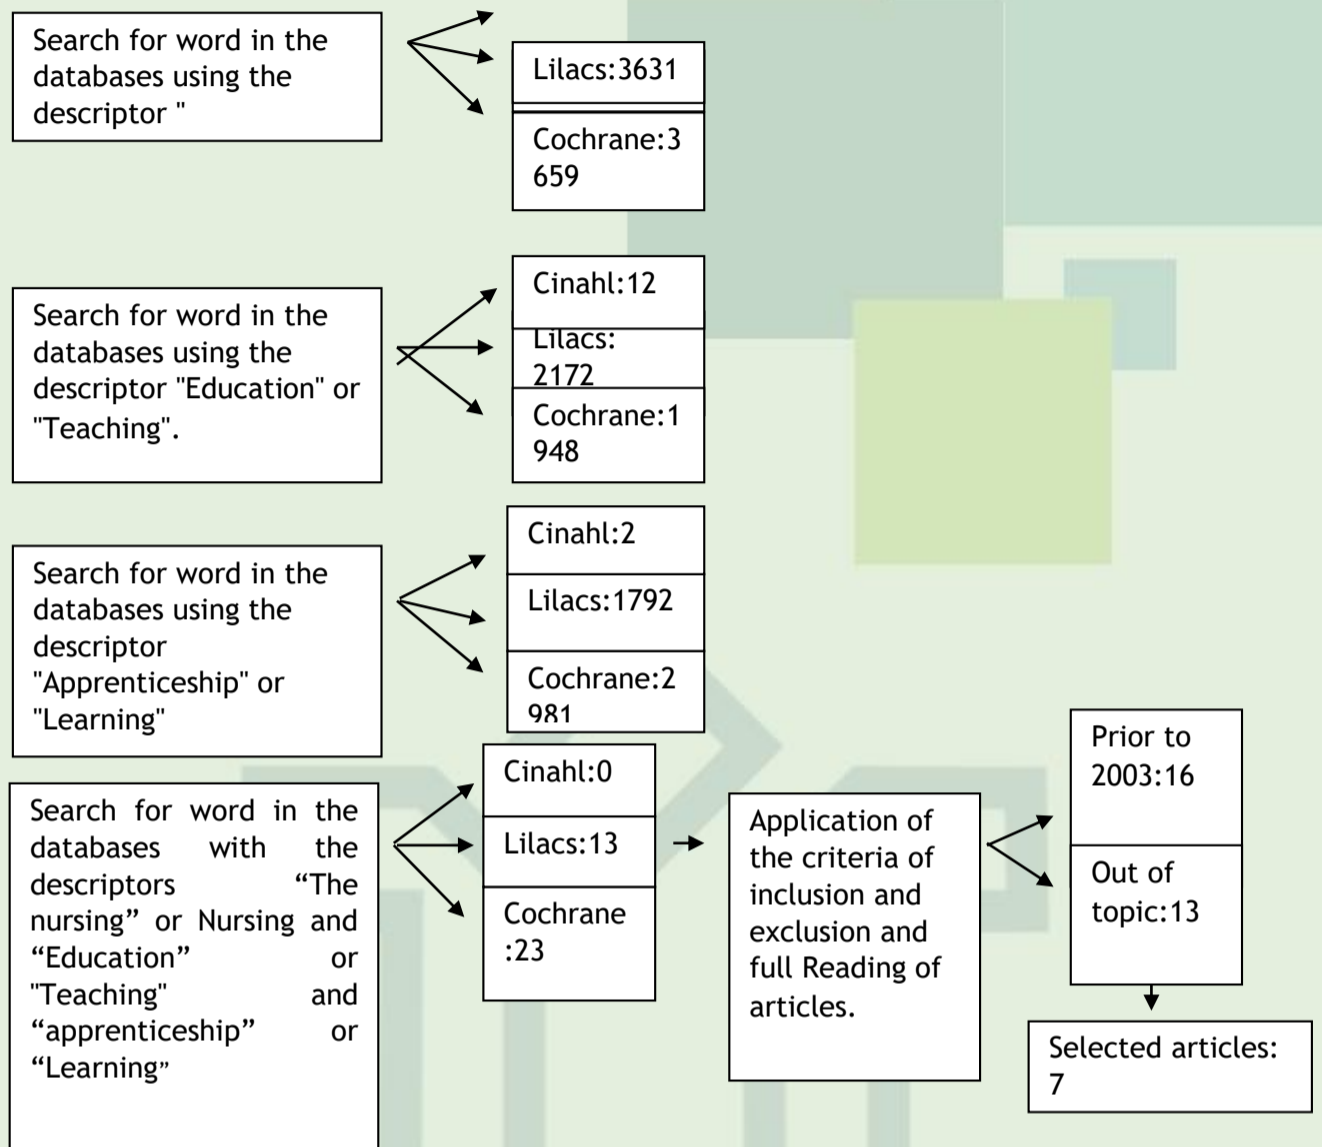 Search for word in the
databases using the
descriptor "
Lilacs:3631
Cochrane:3
659
Search for word in the
databases using the
descriptor "Education" or
"Teaching".
Cinahl:12
Lilacs:
2172
Cochrane:1
948
Search for word in the
databases using the
descriptor
"Apprenticeship" or
"Learning"
Cinahl:2
Lilacs:1792
Cochrane:2
981
Search for word in the
databases with the
descriptors “The
nursing” or Nursing and
“Education” or
"Teaching" and
“apprenticeship” or
“Learning”
Cinahl:0
Lilacs:13
Cochrane
:23
Application of
the criteria of
inclusion and
exclusion and
full Reading of
articles.
Prior to
2003:16
Out of
topic:13
Selected articles:
7